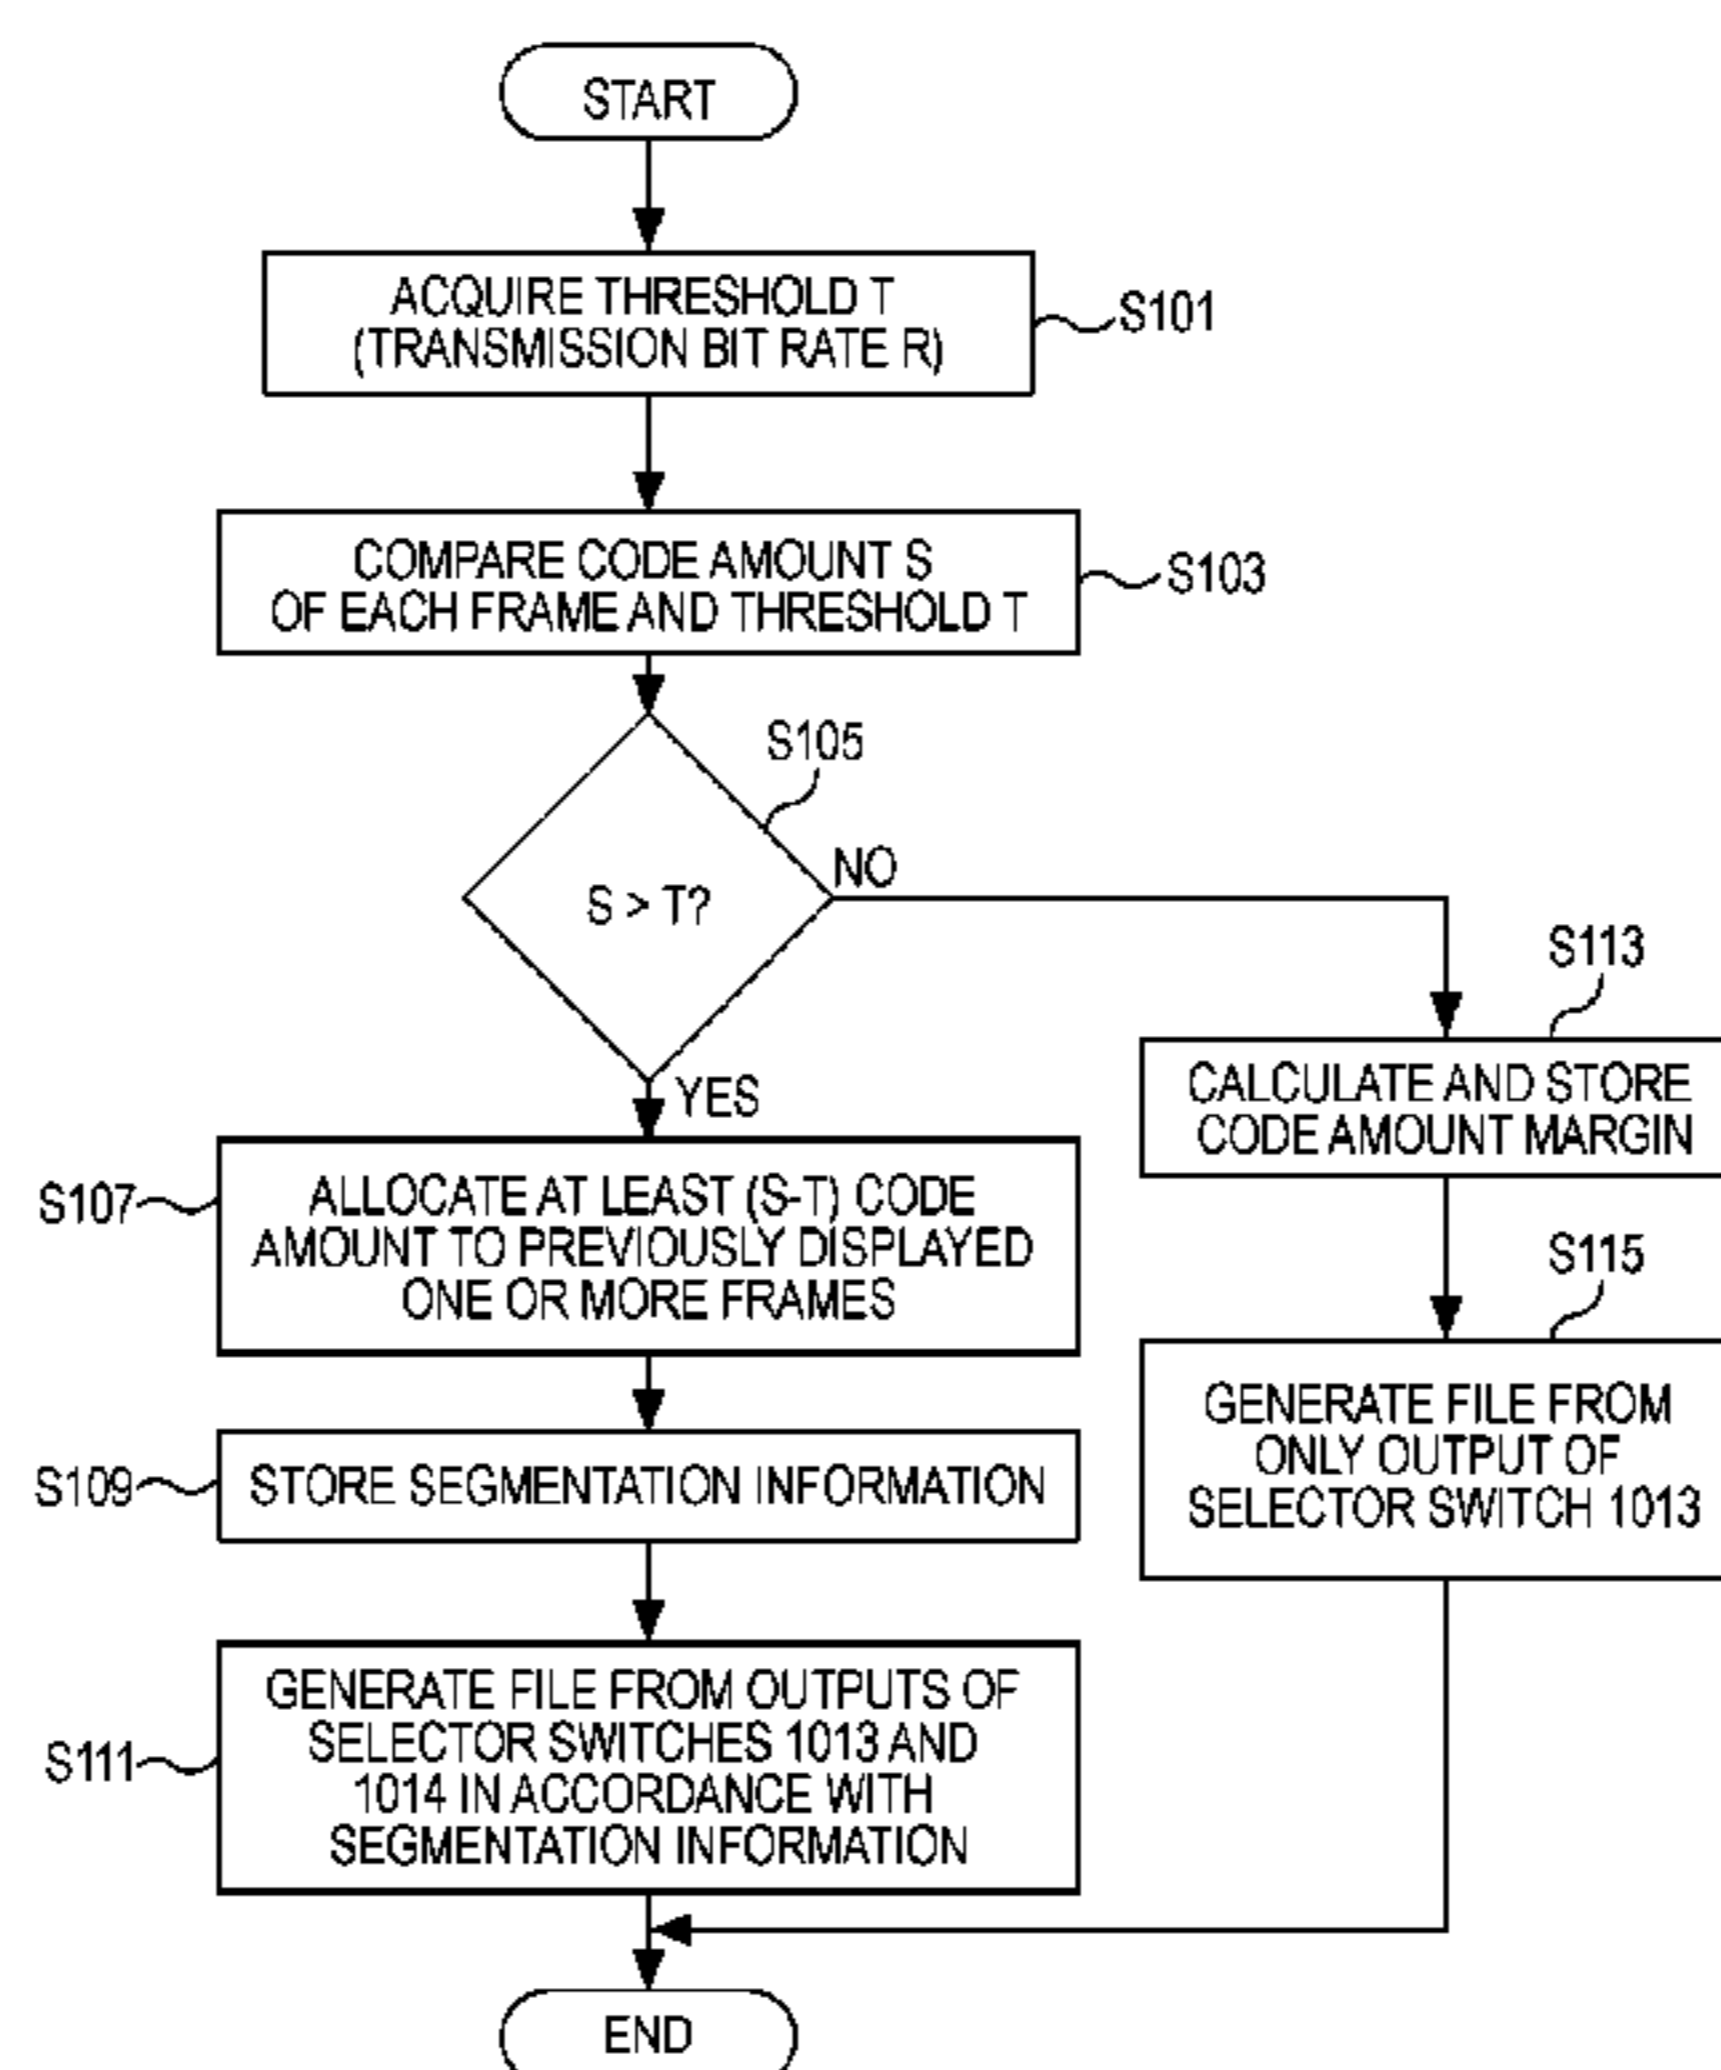 START
ACQUIRE THRESHOLD T
(TRANSMISSION BIT RATE R)
S101
COMPARE CODE AMOUNT S
OF EACH FRAME AND THRESHOLD T
S103
S105
S > T?
NO
YES
S107
ALLOCATE AT LEAST (S-T) CODE
AMOUNT TO PREVIOUSLY DISPLAYED
ONE OR MORE FRAMES
S109
STORE SEGMENTATION INFORMATION
S111
GENERATE FILE FROM OUTPUTS OF
SELECTOR SWITCHES 1013 AND
1014 IN ACCORDANCE WITH
SEGMENTATION INFORMATION
S113
CALCULATE AND STORE
CODE AMOUNT MARGIN
S115
GENERATE FILE FROM
ONLY OUTPUT OF
SELECTOR SWITCH 1013
END